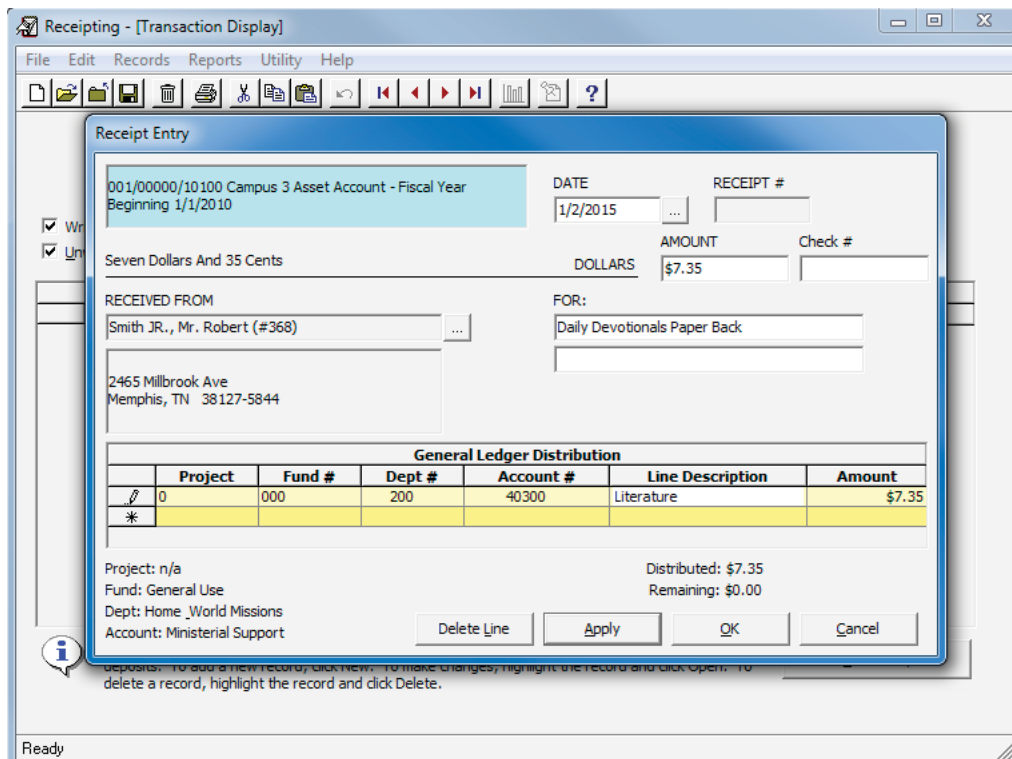 Receipting - [Transaction Display]
File Edit Records Reports Utility Help
?
Receipt Entry
001/00000/10100 Campus 3 Asset Account - Fiscal Year
Beginning 1/1/2010
DATE
RECEIPT #
1/2/2015
...
Wr
Un
AMOUNT
Check #
Seven Dollars And 35 Cents
DOLLARS
$7.35
RECEIVED FROM
FOR:
Smith JR., Mr. Robert (#368)
...
Daily Devotionals Paper Back
2465 Millbrook Ave
Memphis, TN 38127-5844
General Ledger Distribution
Project Fund # Dept # Account # Line Description Amount
0 000 200 40300 Literature $7.35
Project: n/a
Distributed: $7.35
Fund: General Use
Remaining: $0.00
Dept: Home _World Missions
Account: Ministerial Support
Delete Line
Apply
OK
Cancel
deposits. To add a new record, click New. To make changes, highlight the record and click Open. To
delete a record, highlight the record and click Delete.
Ready